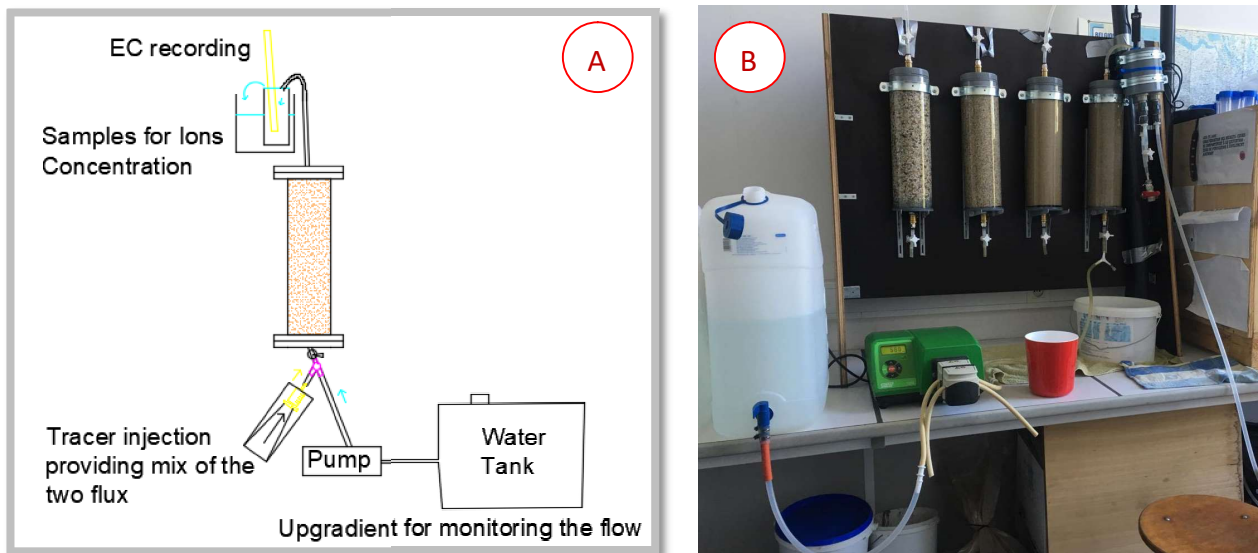 EC recording
A
Samples for Ions
Concentration
Tracer injection
providing mix of the
two flux
Pump
Water
Tank
Upgradient for monitoring the flow
B